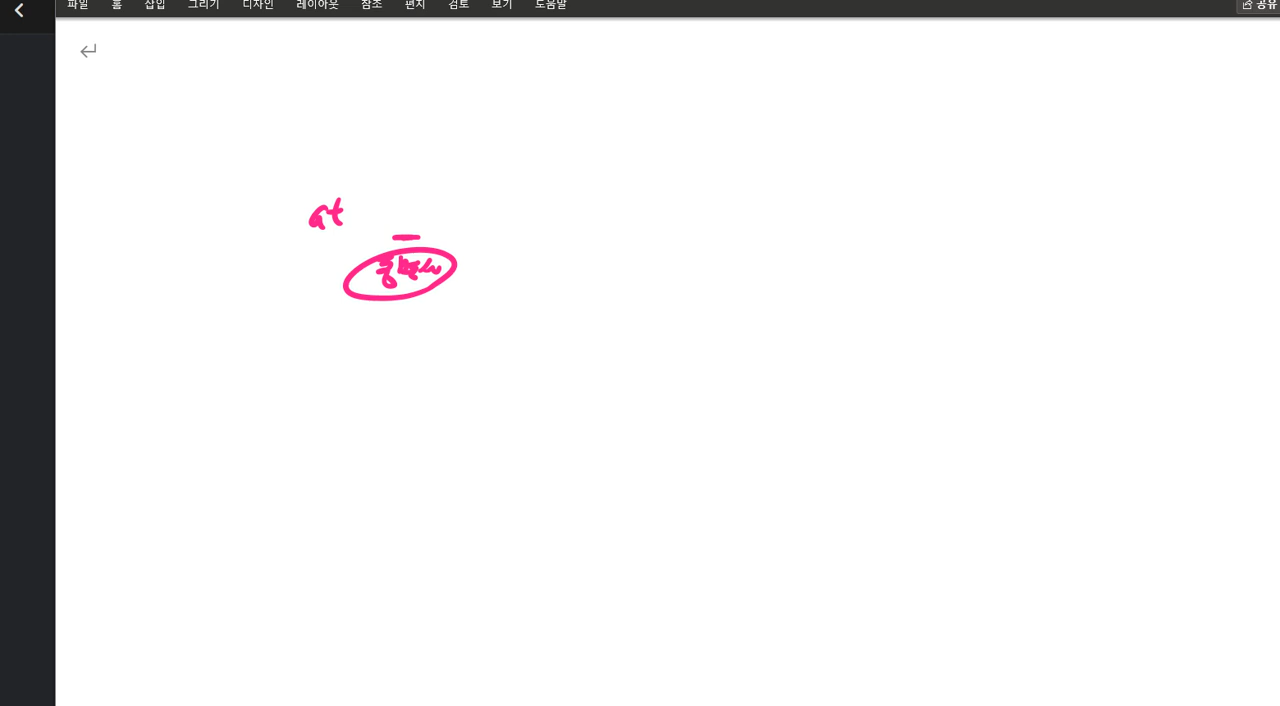 파일 홈 삽입 그리기 디자인 레이아웃 참조 편지 검토 보기 도움말 공유
at